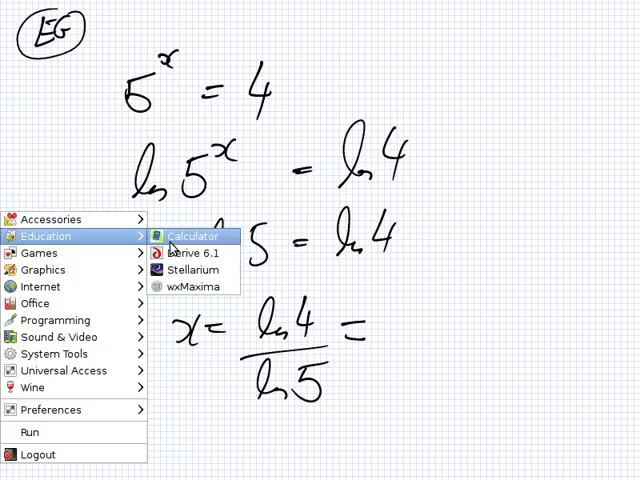 EG
5^x = 4
ln 5^x = ln 4
ln 5 = ln 4
x = ln 4 / ln 5 =
Accessories
Education
Games
Graphics
Internet
Office
Programming
Sound & Video
System Tools
Universal Access
Wine
Preferences
Run
Logout
Calculator
Derive 6.1
Stellarium
wxMaxima